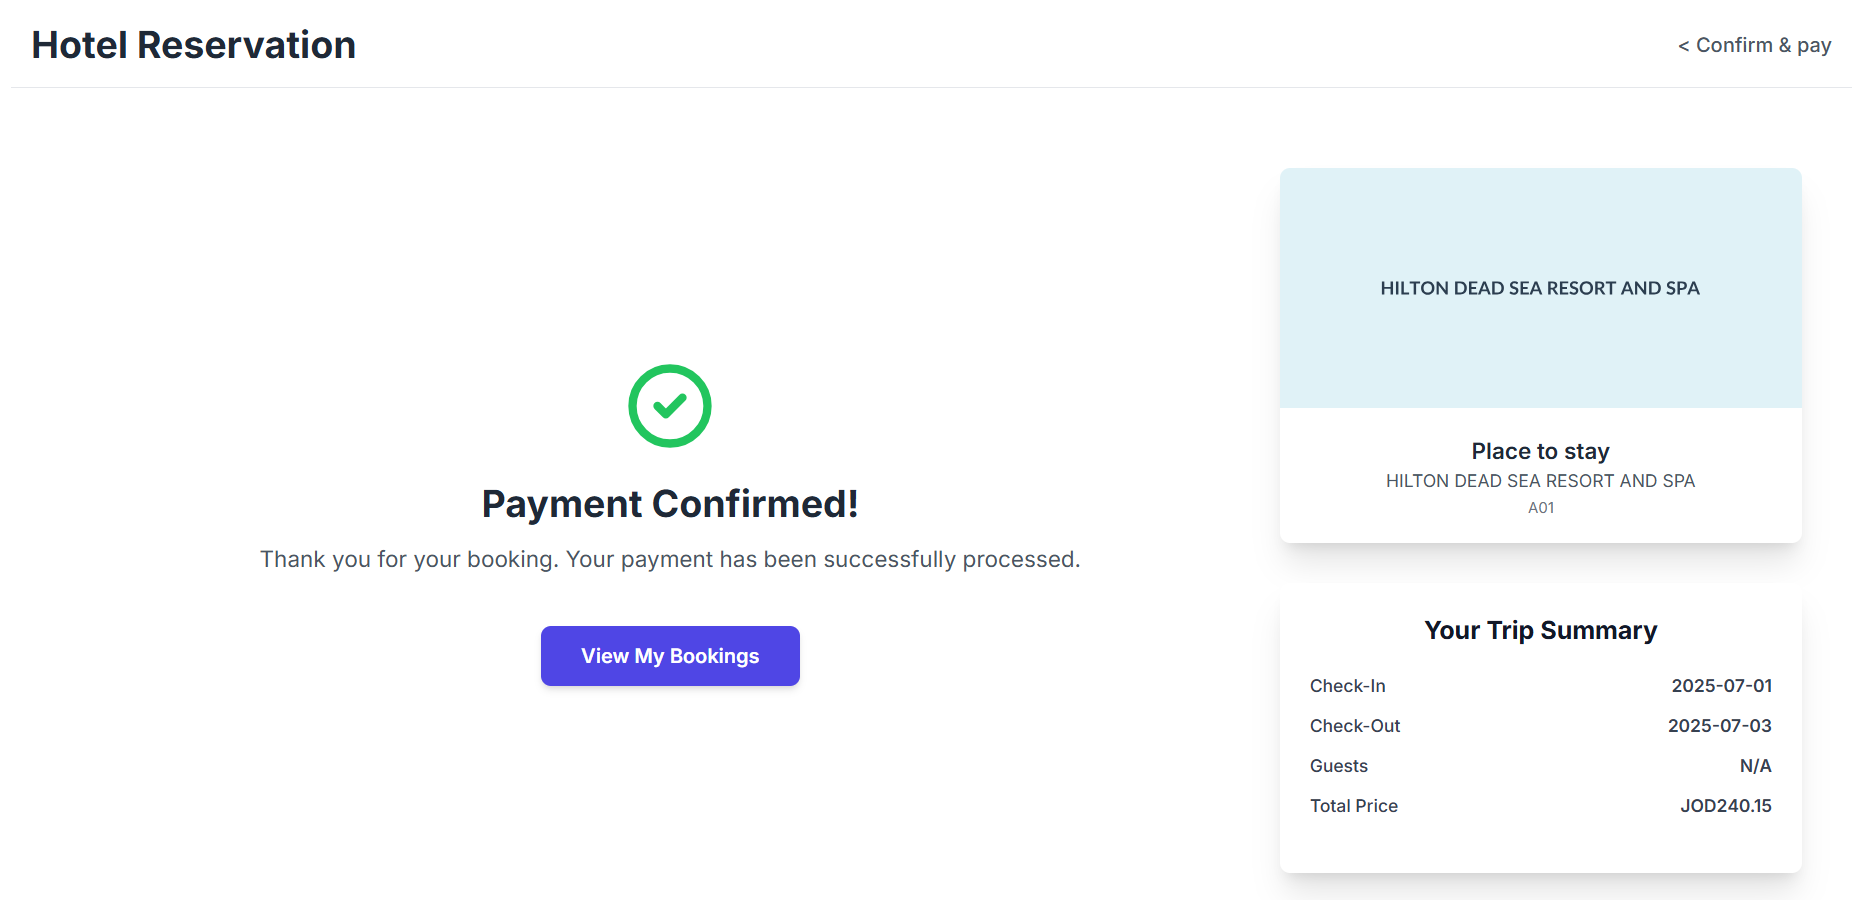 Hotel Reservation
< Confirm & pay
Payment Confirmed!
Thank you for your booking. Your payment has been successfully processed.
View My Bookings
HILTON DEAD SEA RESORT AND SPA
Place to stay
HILTON DEAD SEA RESORT AND SPA
A01
Your Trip Summary
Check-In 2025-07-01
Check-Out 2025-07-03
Guests N/A
Total Price JOD240.15